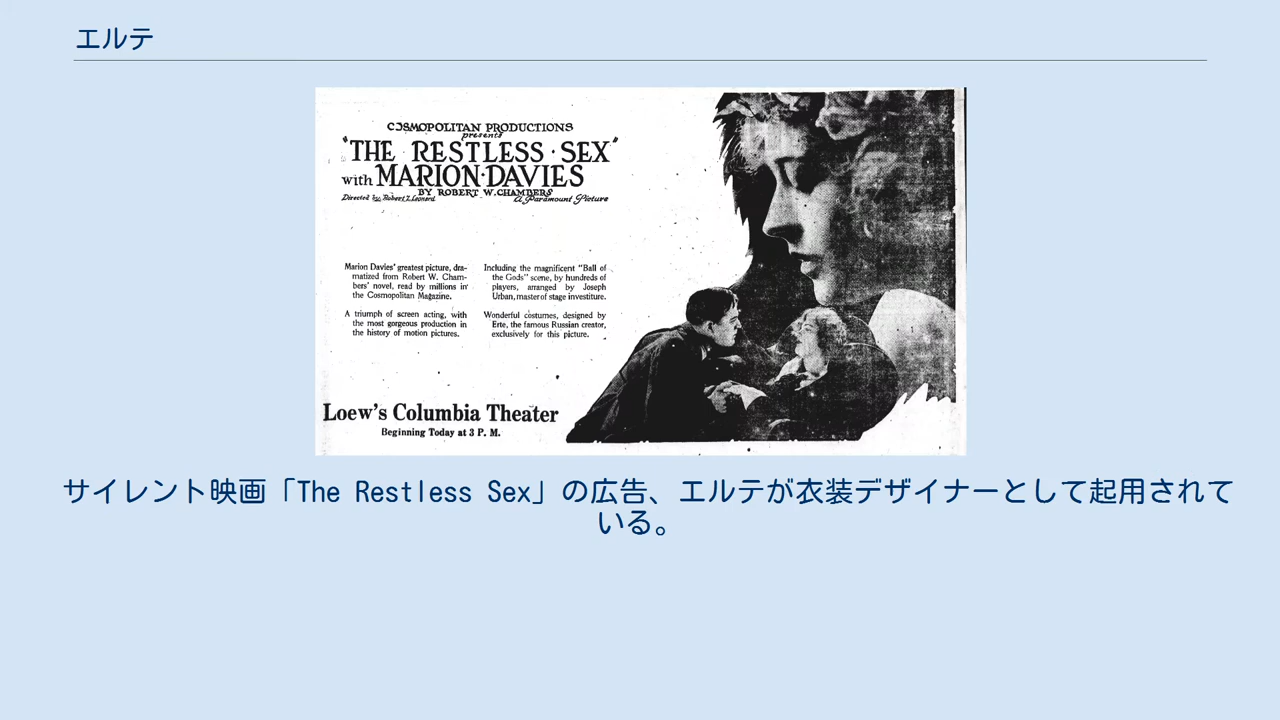 エルテ
COSMOPOLITAN PRODUCTIONS
presents
"THE RESTLESS · SEX"
with MARION·DAVIES
BY ROBERT W. CHAMBERS
Directed by Robert Z. Leonard
A Paramount Picture
Marion Davies' greatest picture, dra-
matized from Robert W. Cham-
bers' novel, read by millions in
the Cosmopolitan Magazine.
A triumph of screen acting, with
the most gorgeous production in
the history of motion pictures.
Including the magnificent "Ball of
the Gods" scene, by hundreds of
players, arranged by Joseph
Urban, master of stage investiture.
Wonderful costumes, designed by
Erte, the famous Russian creator,
exclusively for this picture.
Loew's Columbia Theater
Beginning Today at 3 P. M.
サイレント映画「The Restless Sex」の広告、エルテが衣装デザイナーとして起用されて
いる。